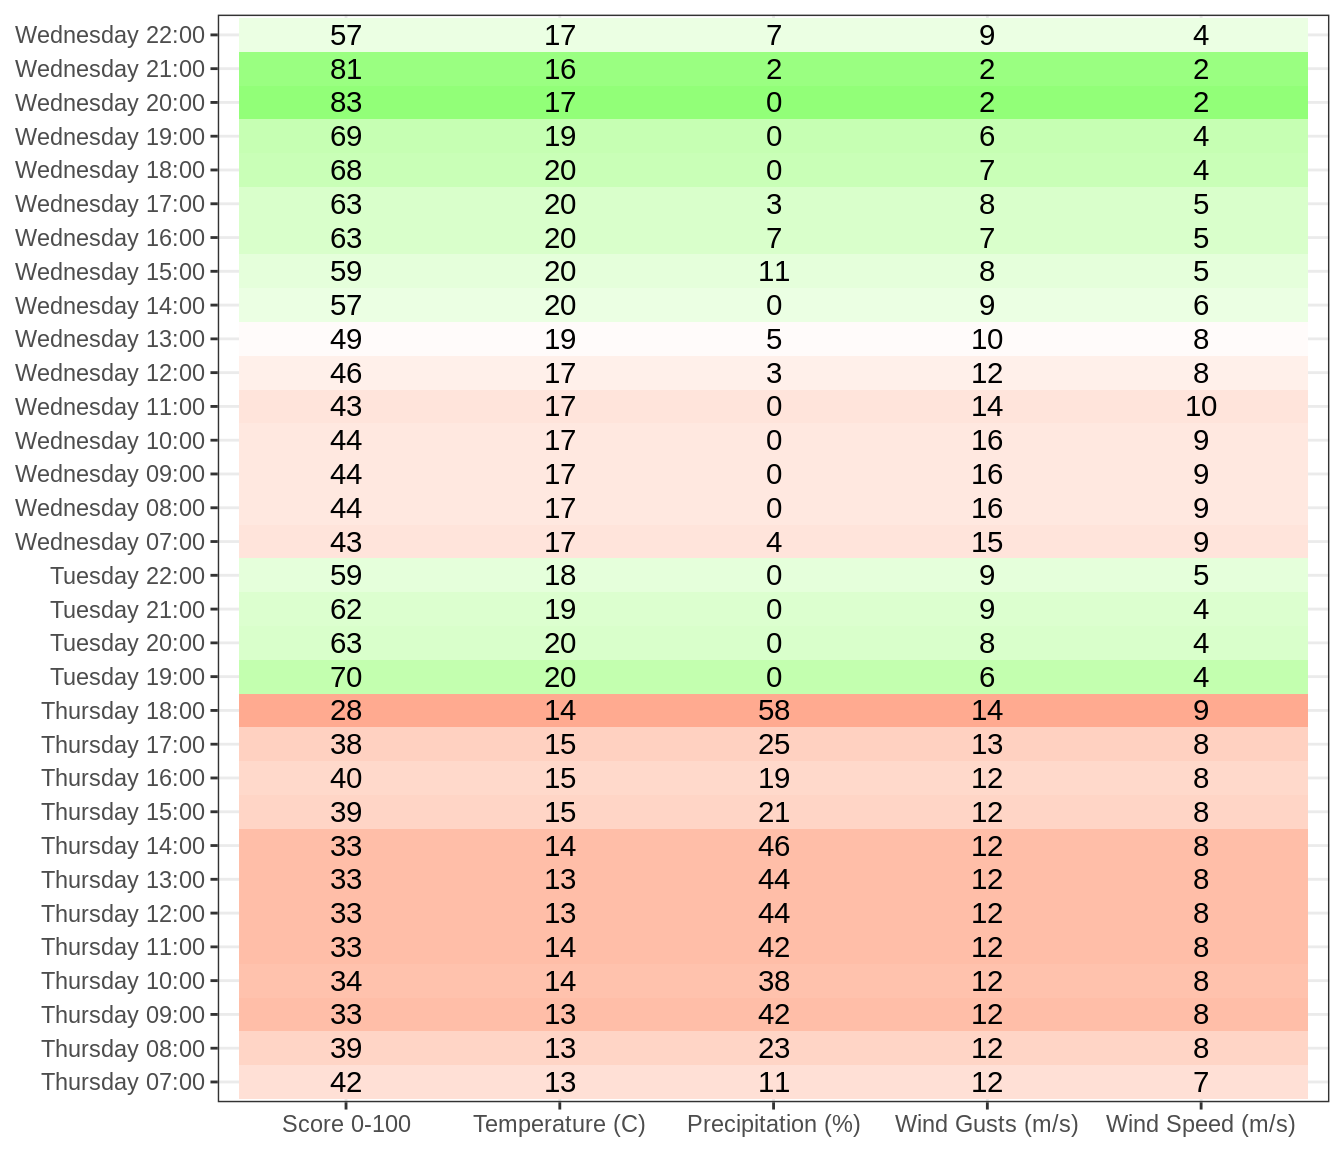 Wednesday 22:00 57 17 7 9 4
Wednesday 21:00 81 16 2 2 2
Wednesday 20:00 83 17 0 2 2
Wednesday 19:00 69 19 0 6 4
Wednesday 18:00 68 20 0 7 4
Wednesday 17:00 63 20 3 8 5
Wednesday 16:00 63 20 7 7 5
Wednesday 15:00 59 20 11 8 5
Wednesday 14:00 57 20 0 9 6
Wednesday 13:00 49 19 5 10 8
Wednesday 12:00 46 17 3 12 8
Wednesday 11:00 43 17 0 14 10
Wednesday 10:00 44 17 0 16 9
Wednesday 09:00 44 17 0 16 9
Wednesday 08:00 44 17 0 16 9
Wednesday 07:00 43 17 4 15 9
Tuesday 22:00 59 18 0 9 5
Tuesday 21:00 62 19 0 9 4
Tuesday 20:00 63 20 0 8 4
Tuesday 19:00 70 20 0 6 4
Thursday 18:00 28 14 58 14 9
Thursday 17:00 38 15 25 13 8
Thursday 16:00 40 15 19 12 8
Thursday 15:00 39 15 21 12 8
Thursday 14:00 33 14 46 12 8
Thursday 13:00 33 13 44 12 8
Thursday 12:00 33 13 44 12 8
Thursday 11:00 33 14 42 12 8
Thursday 10:00 34 14 38 12 8
Thursday 09:00 33 13 42 12 8
Thursday 08:00 39 13 23 12 8
Thursday 07:00 42 13 11 12 7
Score 0-100 Temperature (C) Precipitation (%) Wind Gusts (m/s) Wind Speed (m/s)